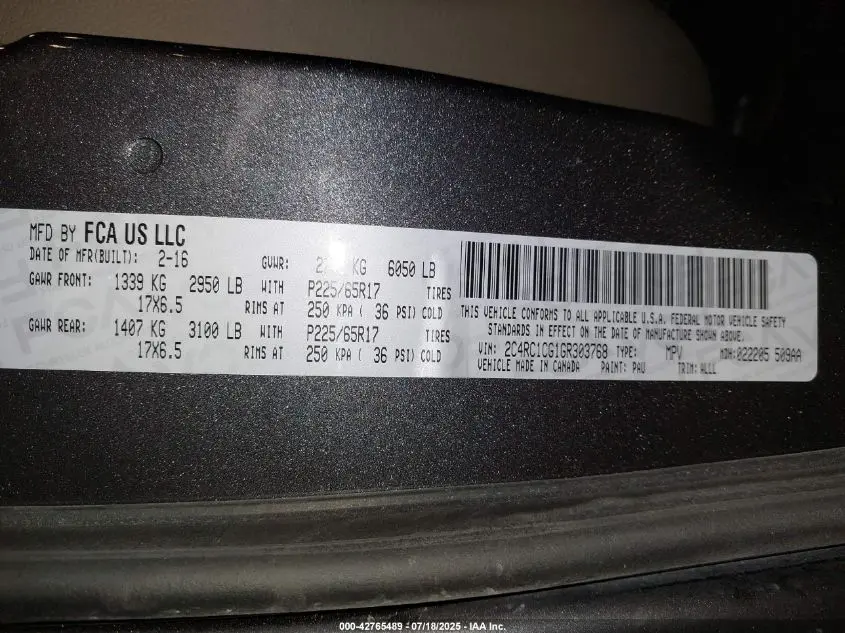 MFD BY FCA US LLC
DATE OF MFR(BUILT): 2-16 GVWR: KG 6050 LB
GAWR FRONT: 1339 KG 2950 LB WITH P225/65R17 TIRES
17X6.5 RIMS AT 250 KPA ( 36 PSI) COLD
GAWR REAR: 1407 KG 3100 LB WITH P225/65R17 TIRES
17X6.5 RIMS AT 250 KPA ( 36 PSI) COLD
THIS VEHICLE CONFORMS TO ALL APPLICABLE U.S.A. FEDERAL MOTOR VEHICLE SAFETY
STANDARDS IN EFFECT ON THE DATE OF MANUFACTURE SHOWN ABOVE.
VIN: 2C4RC1CG1GR303768 TYPE: MPV MDH:022205 509AA
VEHICLE MADE IN CANADA PAINT: PAU TRIM: ALL1
000-42765489 - 07/18/2025 - IAA Inc.